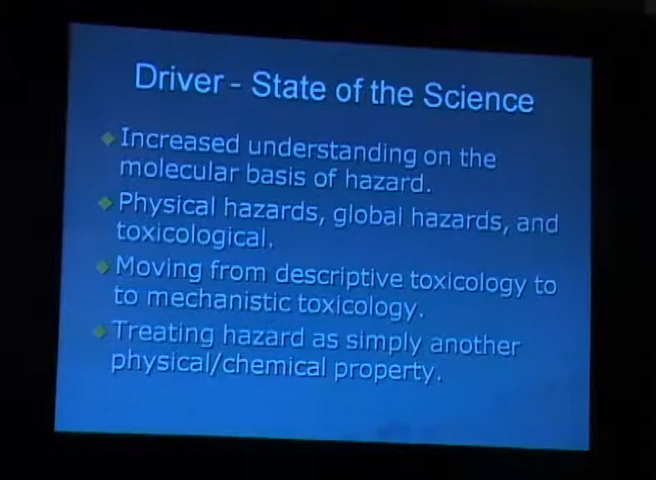 Driver - State of the Science
Increased understanding on the
molecular basis of hazard.
Physical hazards, global hazards, and
toxicological.
Moving from descriptive toxicology to
to mechanistic toxicology.
Treating hazard as simply another
physical/chemical property.